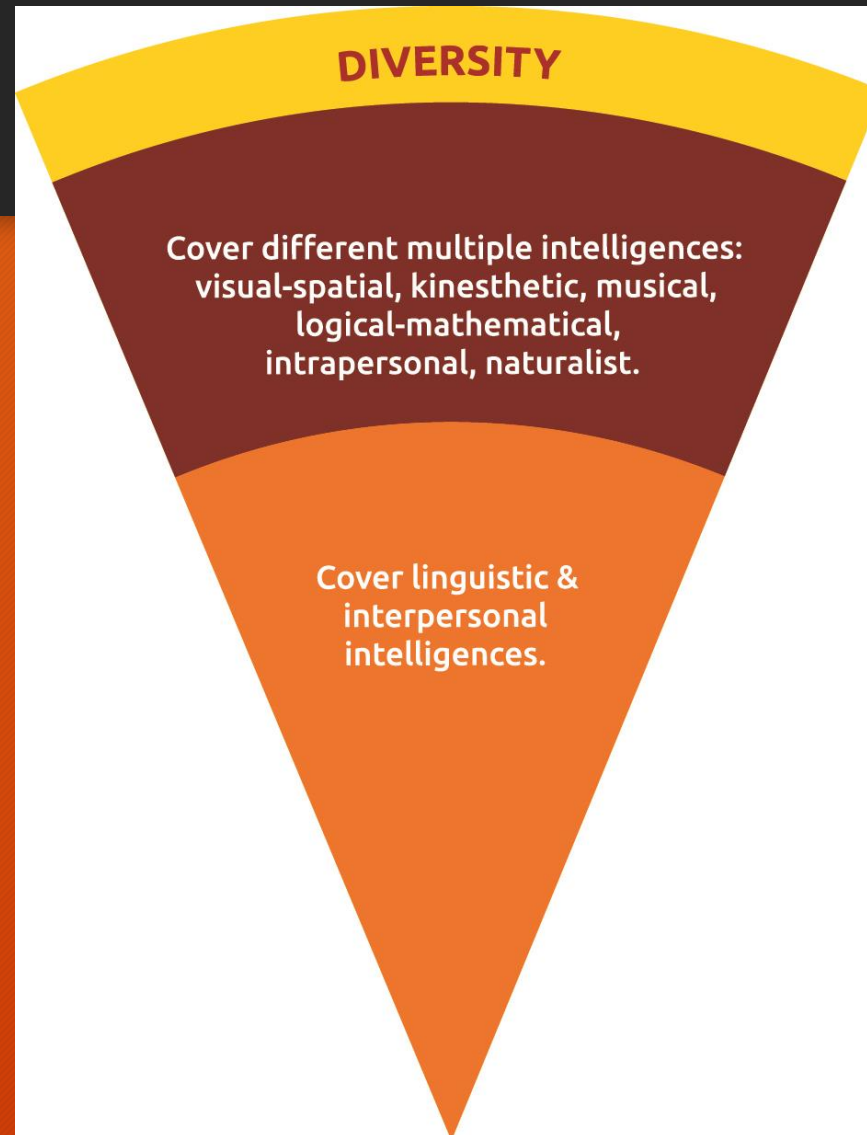 DIVERSITY
Cover different multiple intelligences:
visual-spatial, kinesthetic, musical,
logical-mathematical,
intrapersonal, naturalist.
Cover linguistic &
interpersonal
intelligences.